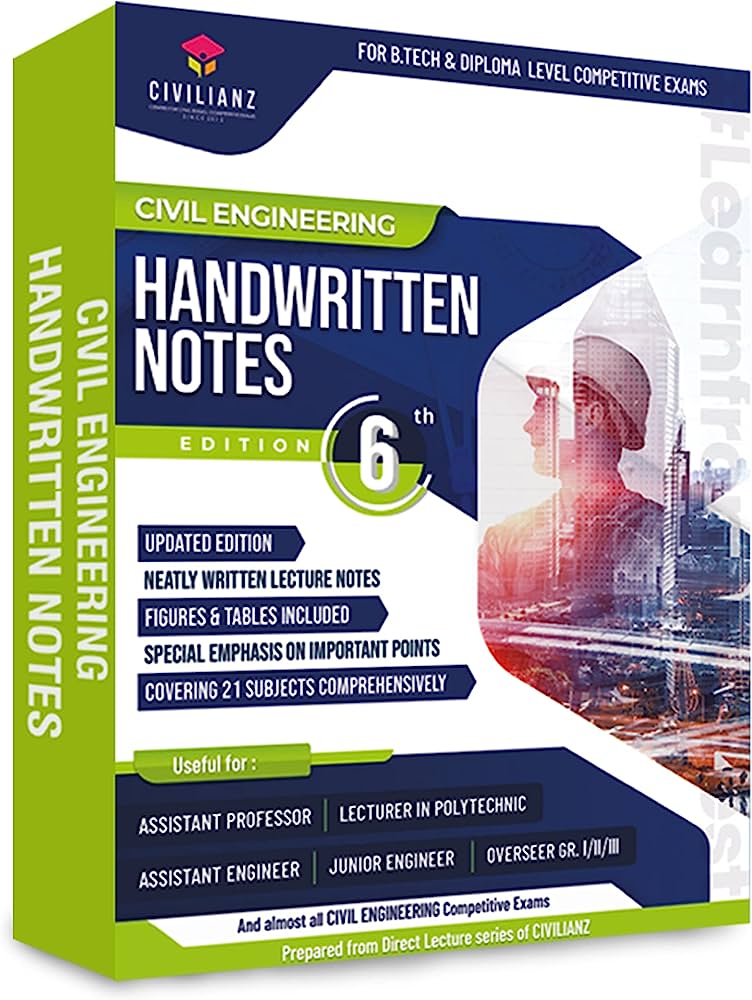 CIVILIANZ
SINCE 2012
FOR B.TECH & DIPLOMA LEVEL COMPETITIVE EXAMS
CIVIL ENGINEERING
HANDWRITTEN
NOTES
EDITION 6th
UPDATED EDITION
NEATLY WRITTEN LECTURE NOTES
FIGURES & TABLES INCLUDED
SPECIAL EMPHASIS ON IMPORTANT POINTS
COVERING 21 SUBJECTS COMPREHENSIVELY
Useful for :
ASSISTANT PROFESSOR | LECTURER IN POLYTECHNIC
ASSISTANT ENGINEER | JUNIOR ENGINEER | OVERSEER GR. I/II/III
And almost all CIVIL ENGINEERING Competitive Exams
Prepared from Direct Lecture series of CIVILIANZ
CIVIL ENGINEERING
HANDWRITTEN NOTES